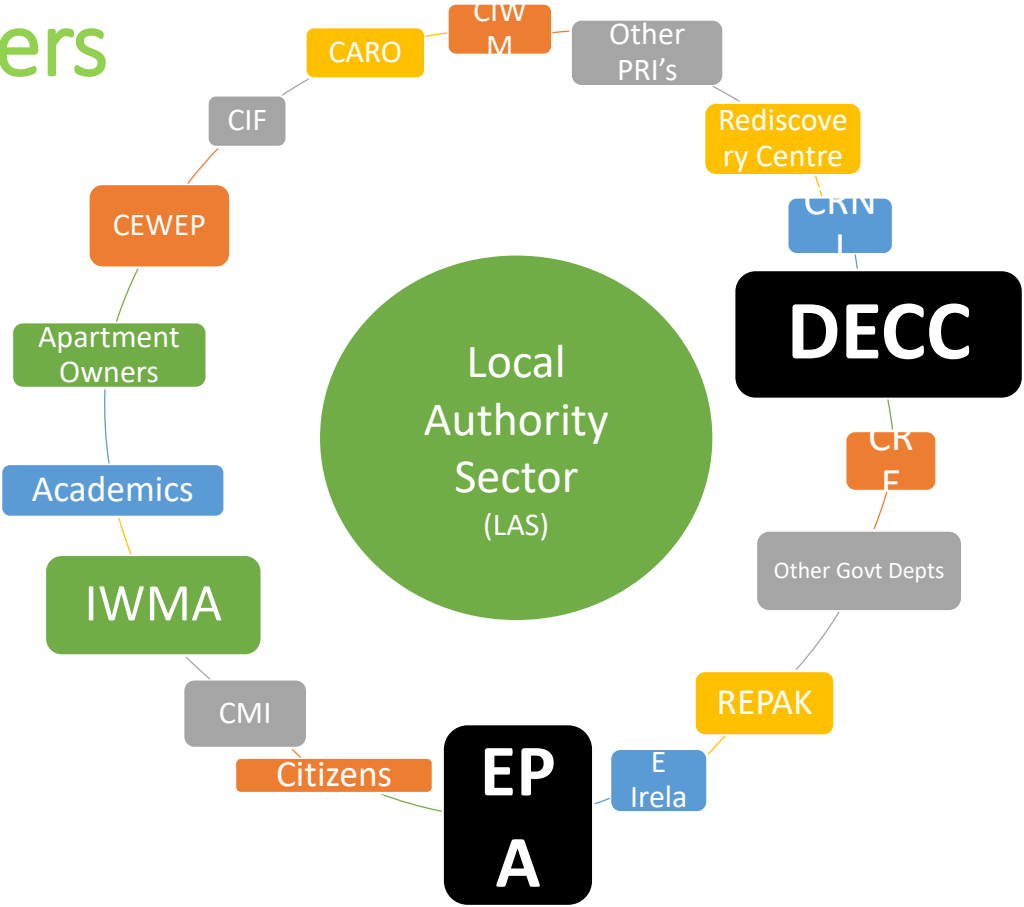 ers
CIW
M
Other
PRI's
CARO
Rediscove
ry Centre
CIF
CRN
I
CEWEP
DECC
Local
Authority
Sector
(LAS)
Apartment
Owners
CR
E
Academics
Other Govt Depts
IWMA
REPAK
CMI
EP
A
E
Irela
Citizens